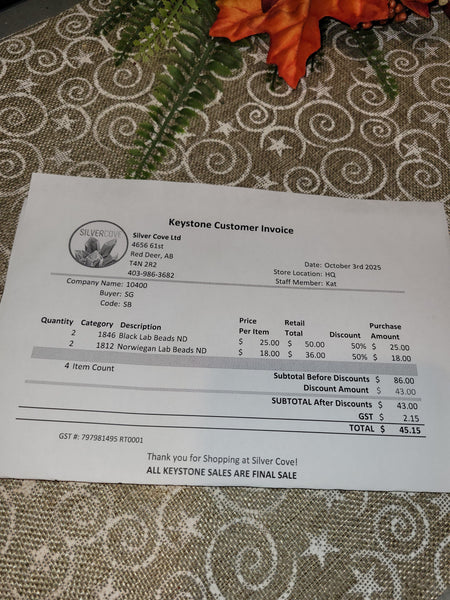 Keystone Customer Invoice
SILVERCOVE
Silver Cove Ltd
4656 61st
Red Deer, AB
T4N 2R2
403-986-3682
Date: October 3rd 2025
Store Location: HQ
Staff Member: Kat
Company Name: 10400
Buyer: SG
Code: SB
Quantity Category Description Price Per Item Retail Total Discount Purchase Amount
2 1846 Black Lab Beads ND $ 25.00 $ 50.00 50% $ 25.00
2 1812 Norwiegan Lab Beads ND $ 18.00 $ 36.00 50% $ 18.00
4 Item Count
Subtotal Before Discounts $ 86.00
Discount Amount $ 43.00
SUBTOTAL After Discounts $ 43.00
GST $ 2.15
TOTAL $ 45.15
GST #: 797981495 RT0001
Thank you for Shopping at Silver Cove!
ALL KEYSTONE SALES ARE FINAL SALE